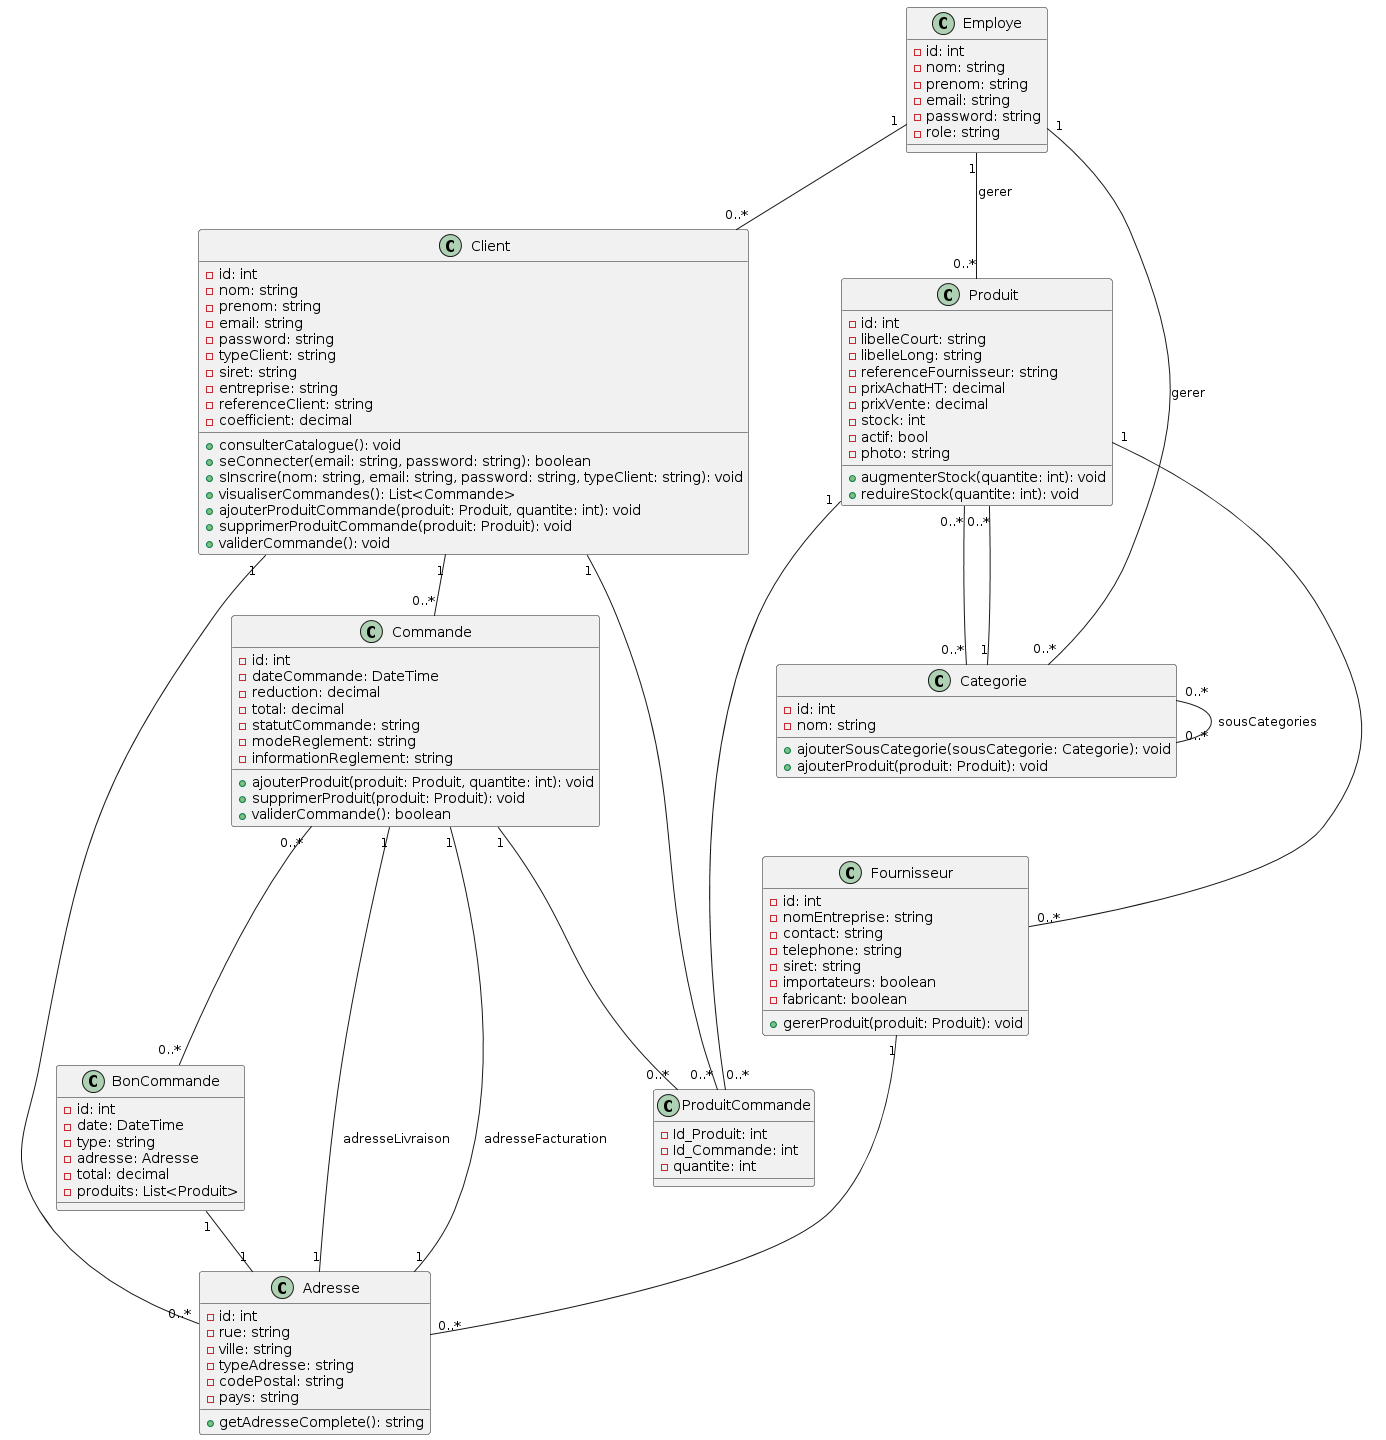 C Employe
id: int
nom: string
prenom: string
email: string
password: string
role: string
1
1
1
gerer
gerer
0..*
0..*
C Client
id: int
nom: string
prenom: string
email: string
password: string
typeClient: string
siret: string
entreprise: string
referenceClient: string
coefficient: decimal
consulterCatalogue(): void
seConnecter(email: string, password: string): boolean
sInscrire(nom: string, email: string, password: string, typeClient: string): void
visualiserCommandes(): List<Commande>
ajouterProduitCommande(produit: Produit, quantite: int): void
supprimerProduitCommande(produit: Produit): void
validerCommande(): void
C Produit
id: int
libelleCourt: string
libelleLong: string
referenceFournisseur: string
prixAchatHT: decimal
prixVente: decimal
stock: int
actif: bool
photo: string
augmenterStock(quantite: int): void
reduireStock(quantite: int): void
1
1
0..*
0..*
1
1
1
0..*
C Commande
id: int
dateCommande: DateTime
reduction: decimal
total: decimal
statutCommande: string
modeReglement: string
informationReglement: string
ajouterProduit(produit: Produit, quantite: int): void
supprimerProduit(produit: Produit): void
validerCommande(): boolean
0..*
1
0..*
C Categorie
id: int
nom: string
ajouterSousCategorie(sousCategorie: Categorie): void
ajouterProduit(produit: Produit): void
0..*
sousCategories
0..*
0..*
1
1
1
C Fournisseur
id: int
nomEntreprise: string
contact: string
telephone: string
siret: string
importateurs: boolean
fabricant: boolean
gererProduit(produit: Produit): void
0..*
1
0..*
C BonCommande
id: int
date: DateTime
type: string
adresse: Adresse
total: decimal
produits: List<Produit>
adresseLivraison
adresseFacturation
0..*
0..*
0..*
C ProduitCommande
Id_Produit: int
Id_Commande: int
quantite: int
1
1
1
1
0..*
0..*
C Adresse
id: int
rue: string
ville: string
typeAdresse: string
codePostal: string
pays: string
getAdresseComplete(): string